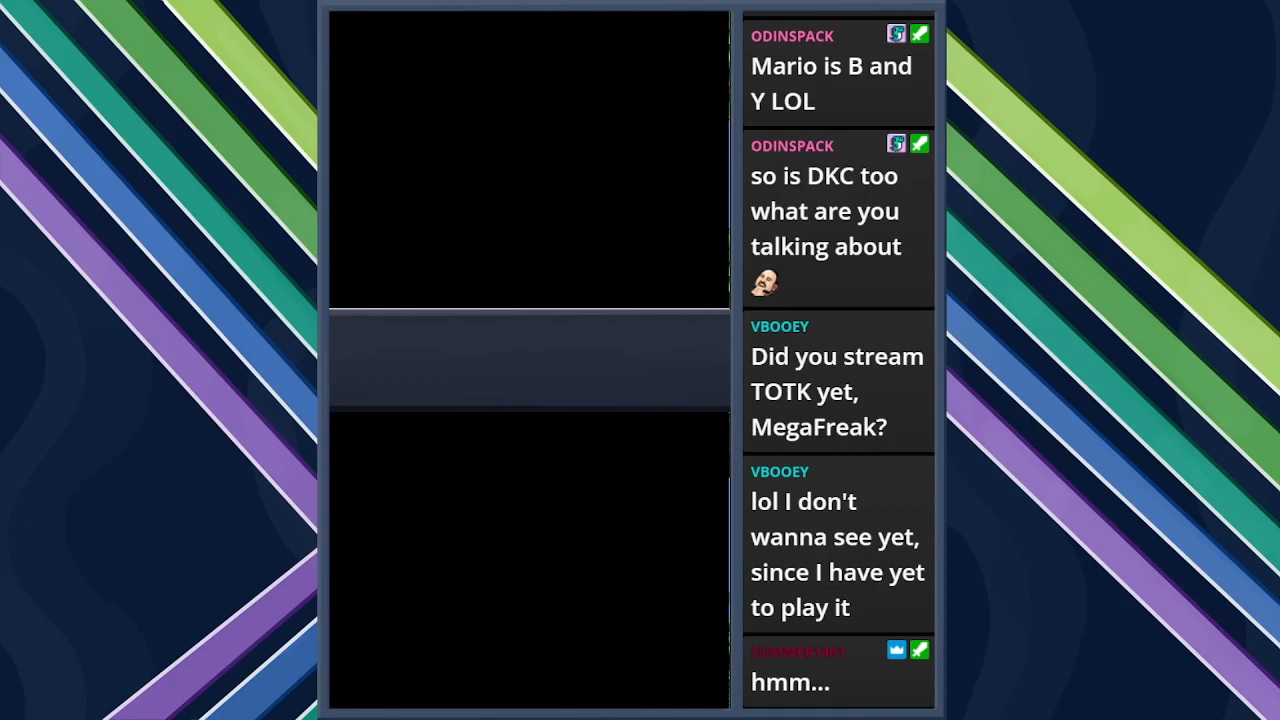 ODINSPACK
Mario is B and
Y LOL
ODINSPACK
so is DKC too
what are you
talking about
VBOOEY
Did you stream
TOTK yet,
MegaFreak?
VBOOEY
lol I don't
wanna see yet,
since I have yet
to play it
hmm...